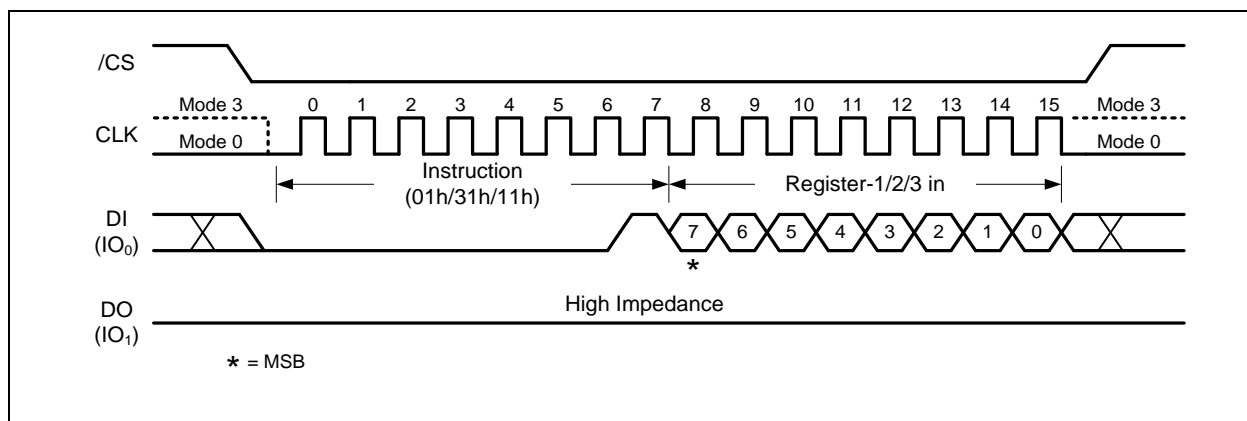 /CS
Mode 3 0 1 2 3 4 5 6 7 8 9 10 11 12 13 14 15 Mode 3
CLK
Mode 0 Mode 0
Instruction
(01h/31h/11h)
Register-1/2/3 in
DI
(IO₀)
7 6 5 4 3 2 1 0
*
High Impedance
DO
(IO₁)
* = MSB